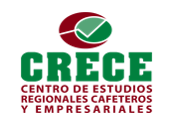 CRECE
CENTRO DE ESTUDIOS
REGIONALES CAFETEROS
Y EMPRESARIALES